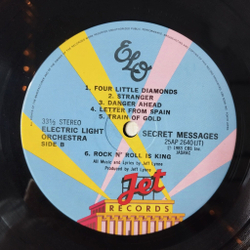 ELO
1. FOUR LITTLE DIAMONDS
2. STRANGER
3. DANGER AHEAD
4. LETTER FROM SPAIN
5. TRAIN OF GOLD
33⅓ STEREO
ELECTRIC LIGHT
ORCHESTRA
SIDE B
SECRET MESSAGES
25AP 2640(JT)
6. ROCK N' ROLL IS KING
All Music and Lyrics by Jeff Lynne
Produced by Jeff Lynne
Jet
RECORDS